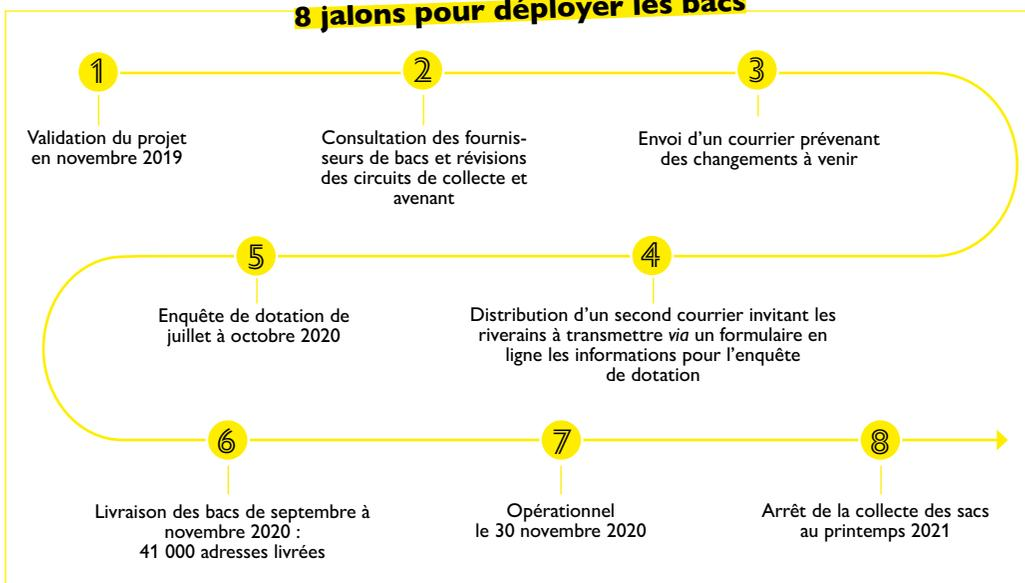 8 jalons pour déployer les bacs
1
Validation du projet
en novembre 2019
2
Consultation des fournis-
seurs de bacs et révisions
des circuits de collecte et
avenant
3
Envoi d’un courrier prévenant
des changements à venir
4
Distribution d’un second courrier invitant les
riverains à transmettre via un formulaire en
ligne les informations pour l’enquête
de dotation
5
Enquête de dotation de
juillet à octobre 2020
6
Livraison des bacs de septembre à
novembre 2020 :
41 000 adresses livrées
7
Opérationnel
le 30 novembre 2020
8
Arrêt de la collecte des sacs
au printemps 2021